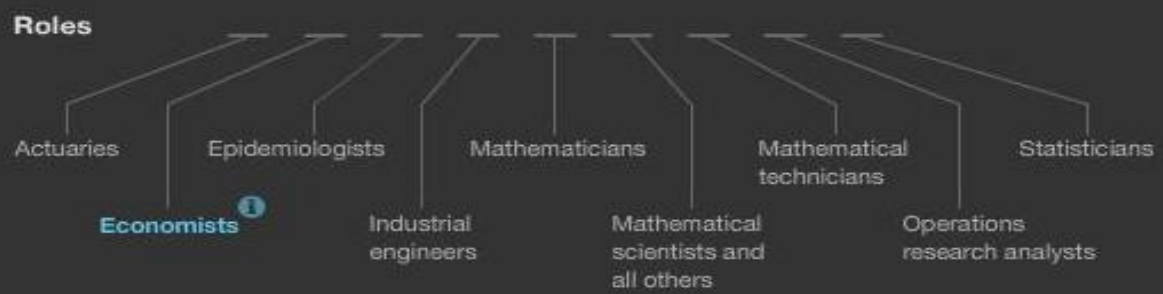 Roles
Actuaries
Epidemiologists
Mathematicians
Mathematical
technicians
Statisticians
Economists
Industrial
engineers
Mathematical
scientists and
all others
Operations
research analysts